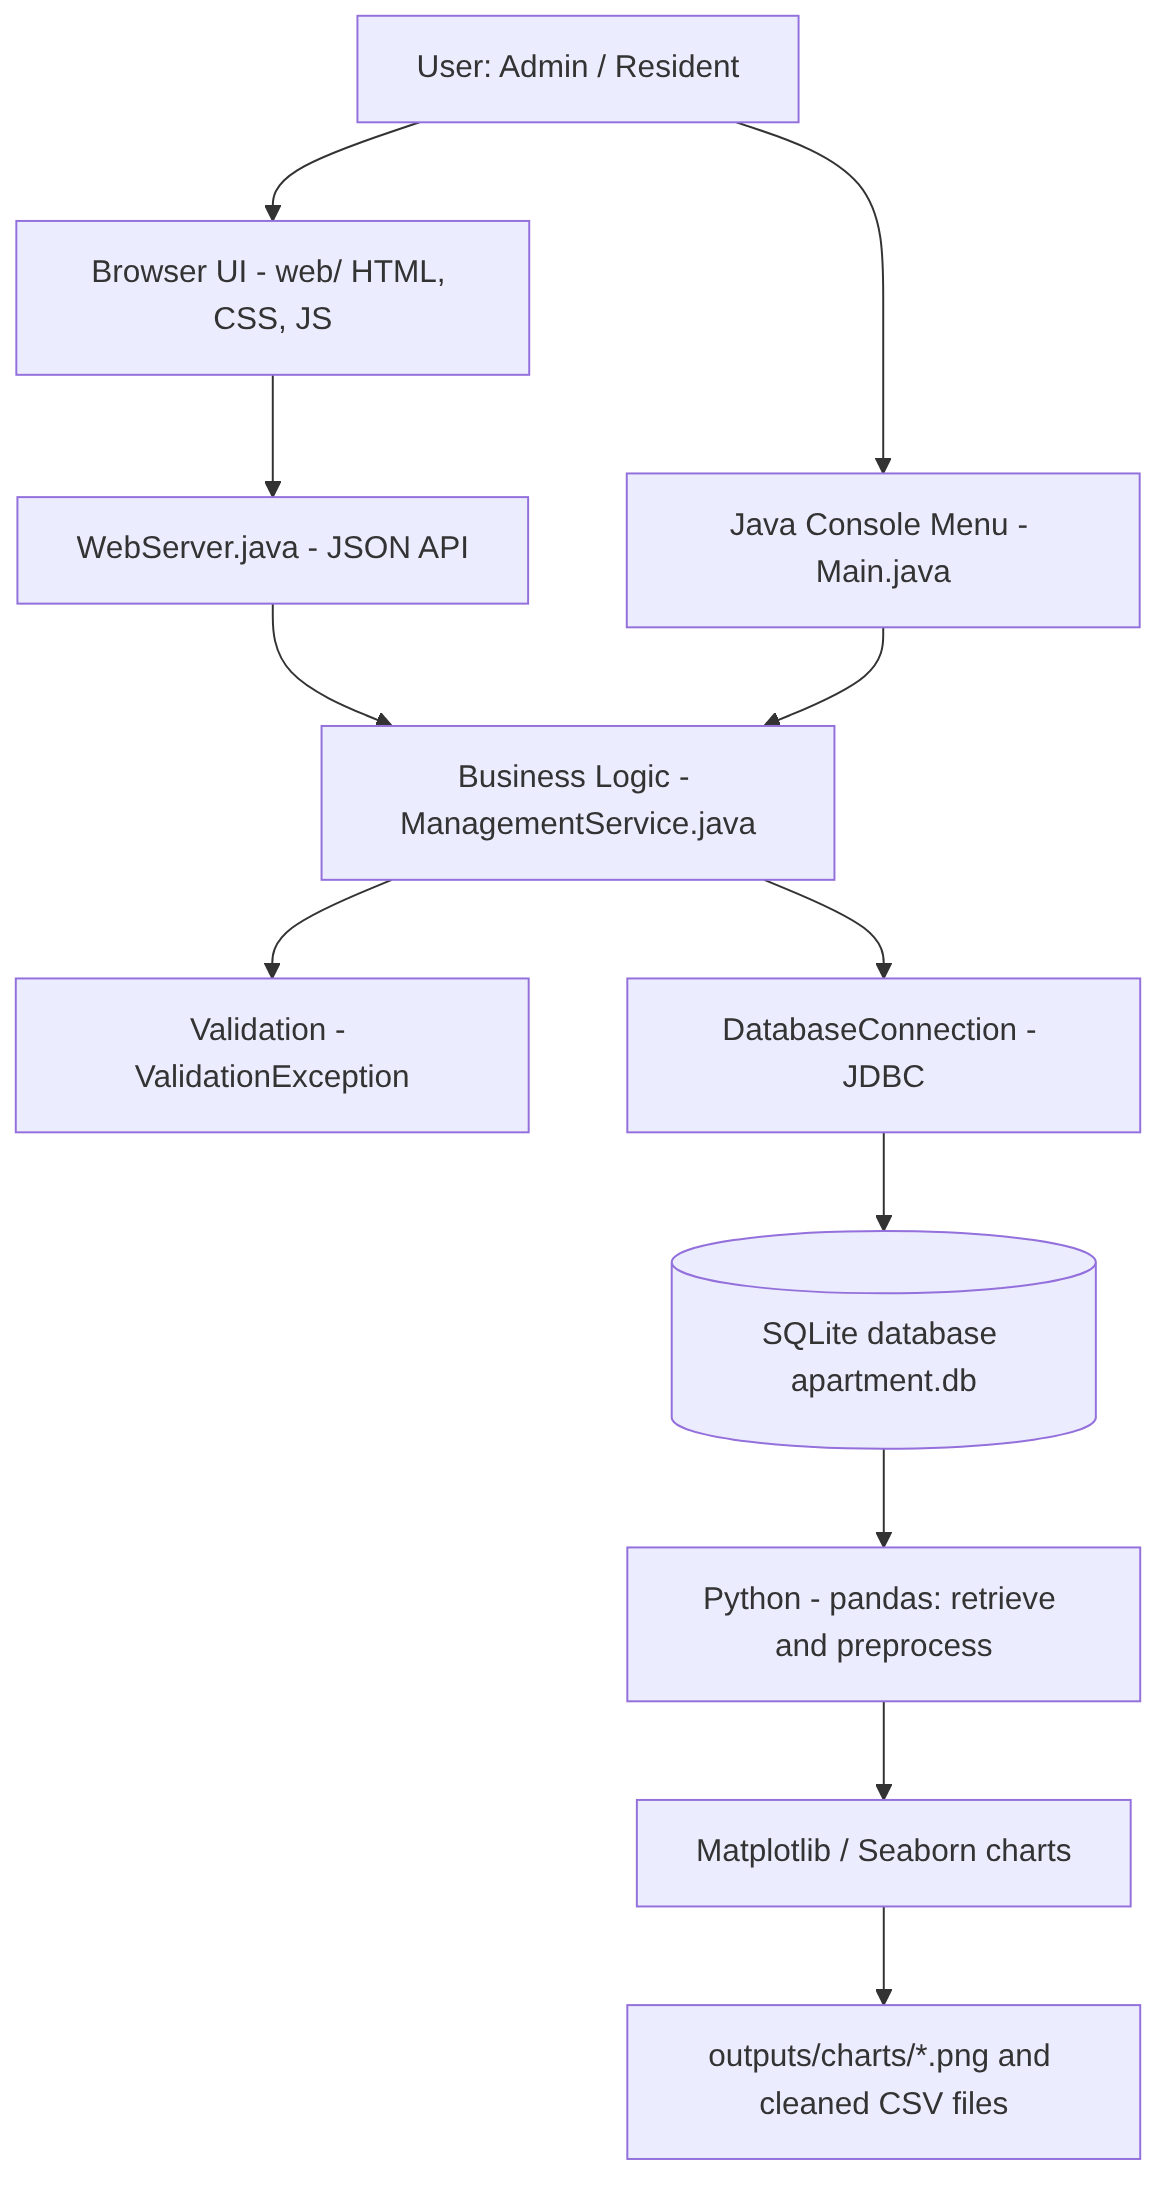 User: Admin / Resident
Browser UI - web/ HTML,
CSS, JS
WebServer.java - JSON API
Java Console Menu -
Main.java
Business Logic -
ManagementService.java
Validation -
ValidationException
DatabaseConnection -
JDBC
SQLite database
apartment.db
Python - pandas: retrieve
and preprocess
Matplotlib / Seaborn charts
outputs/charts/*.png and
cleaned CSV files